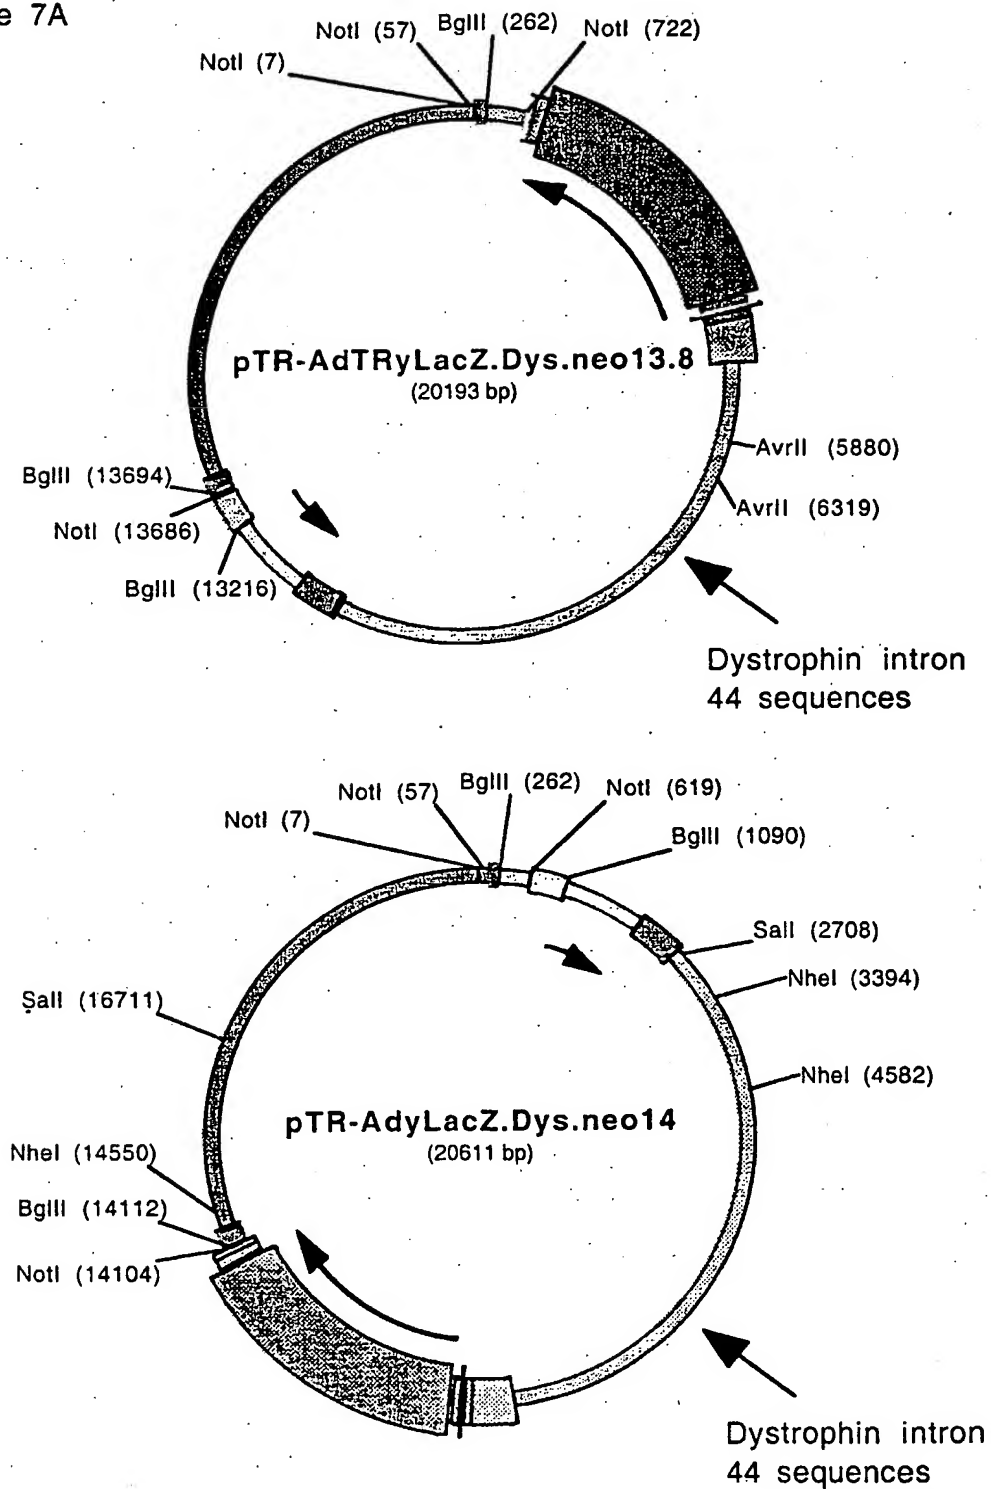 e 7A
NotI (57)
BglII (262)
NotI (722)
NotI (7)
pTR-AdTRyLacZ.Dys.neo13.8
(20193 bp)
AvrII (5880)
AvrII (6319)
BglII (13694)
NotI (13686)
BglII (13216)
Dystrophin intron
44 sequences
NotI (57)
BglII (262)
NotI (619)
NotI (7)
BglII (1090)
SalI (2708)
NheI (3394)
SalI (16711)
NheI (4582)
pTR-AdyLacZ.Dys.neo14
(20611 bp)
NheI (14550)
BglII (14112)
NotI (14104)
Dystrophin intron
44 sequences